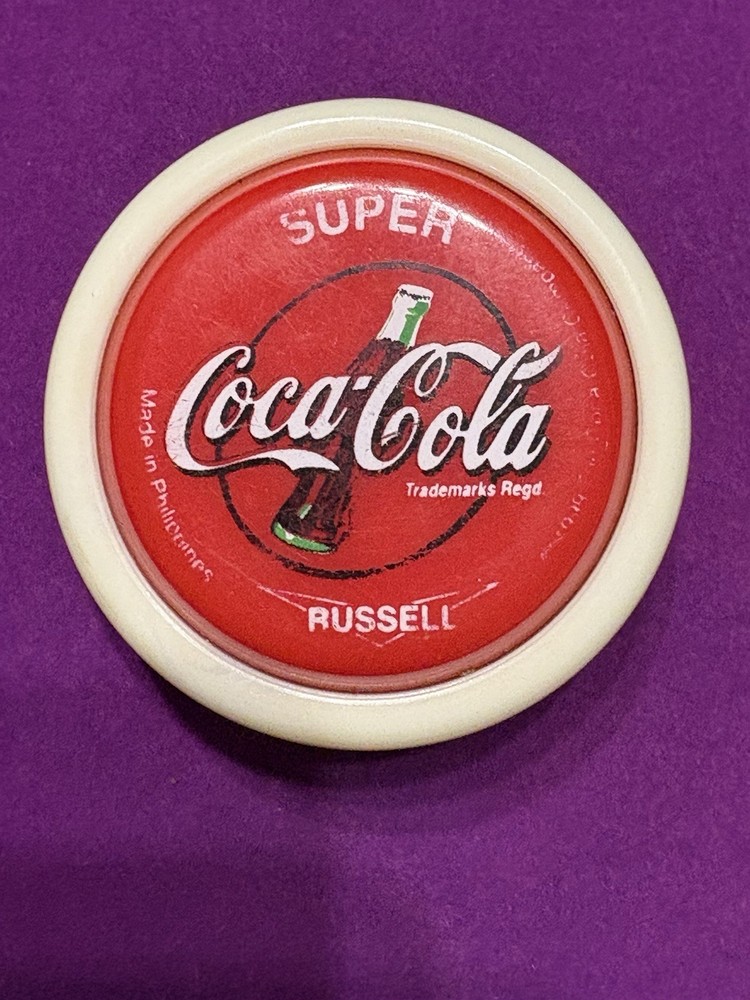 SUPER
Coca-Cola
Trademarks Regd.
Made in Philippines
RUSSELL